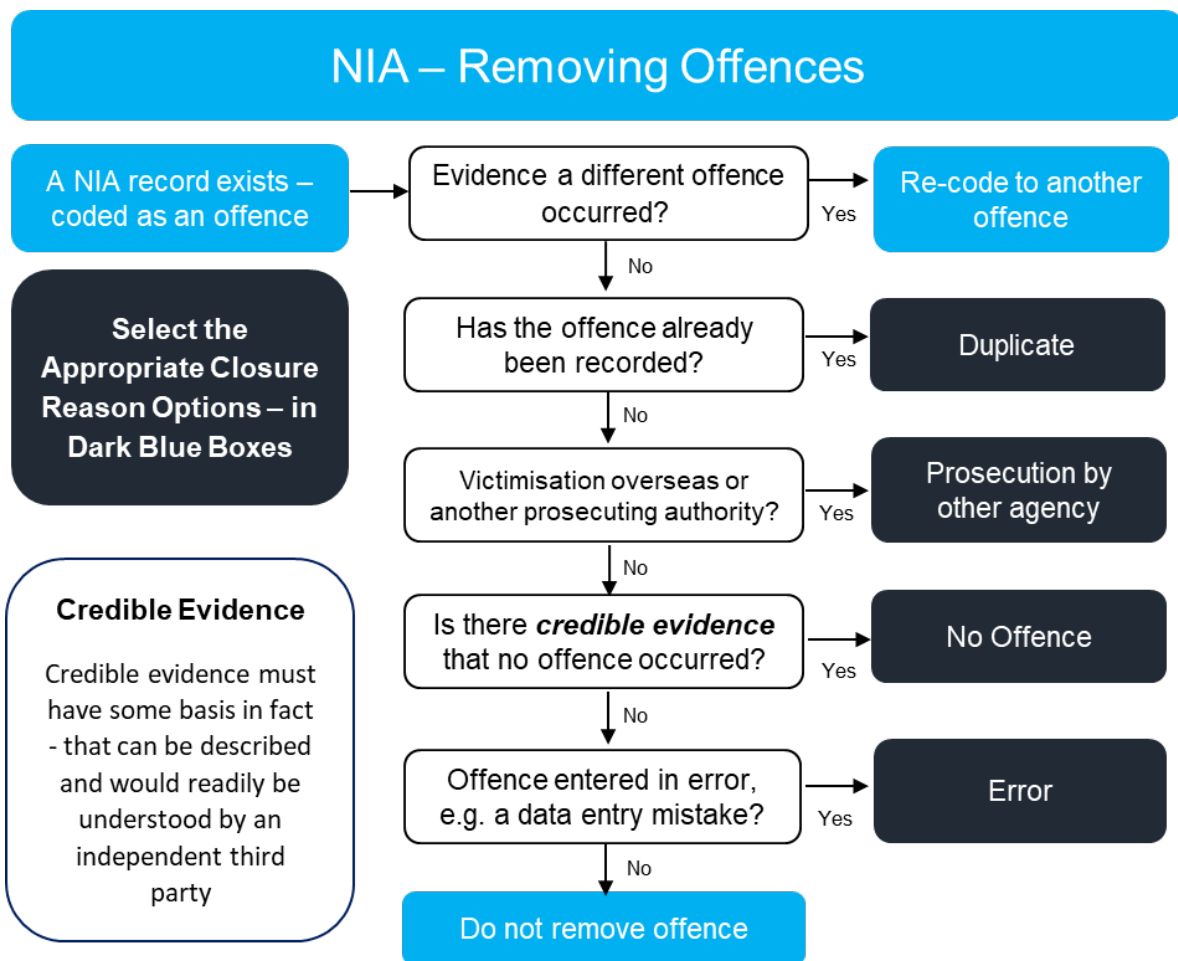 NIA – Removing Offences
A NIA record exists –
coded as an offence
Evidence a different offence
occurred?
Yes
Re-code to another
offence
No
Select the
Appropriate Closure
Reason Options – in
Dark Blue Boxes
Has the offence already
been recorded?
Yes
Duplicate
No
Victimisation overseas or
another prosecuting authority?
Yes
Prosecution by
other agency
No
Credible Evidence
Credible evidence must
have some basis in fact
- that can be described
and would readily be
understood by an
independent third
party
Is there credible evidence
that no offence occurred?
Yes
No Offence
No
Offence entered in error,
e.g. a data entry mistake?
Yes
Error
No
Do not remove offence